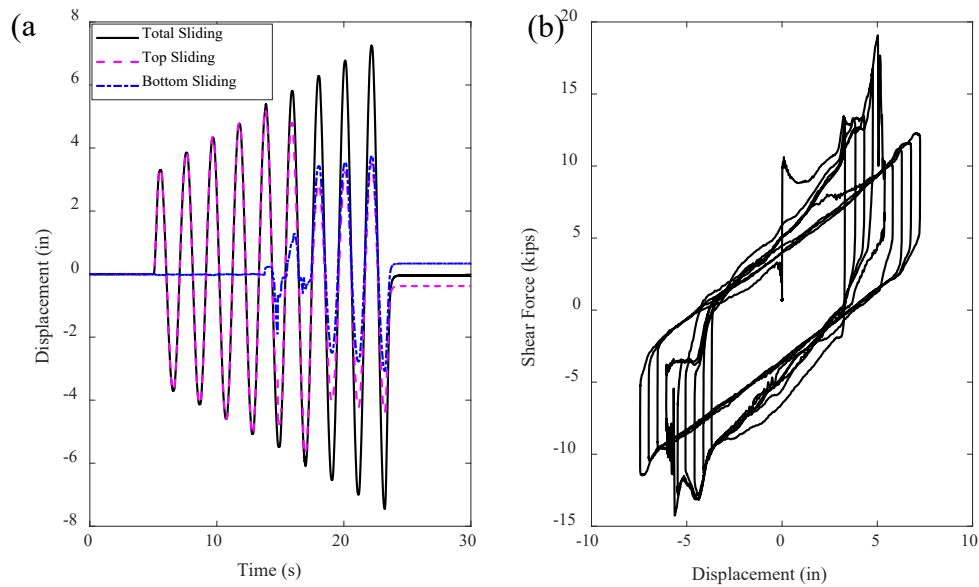 (a
Total Sliding
Top Sliding
Bottom Sliding
8
6
4
2
0
-2
-4
-6
-8
Displacement (in)
0
10
20
30
Time (s)
(b)
20
15
10
5
0
-5
-10
-15
Shear Force (kips)
-10
-5
0
5
10
Displacement (in)